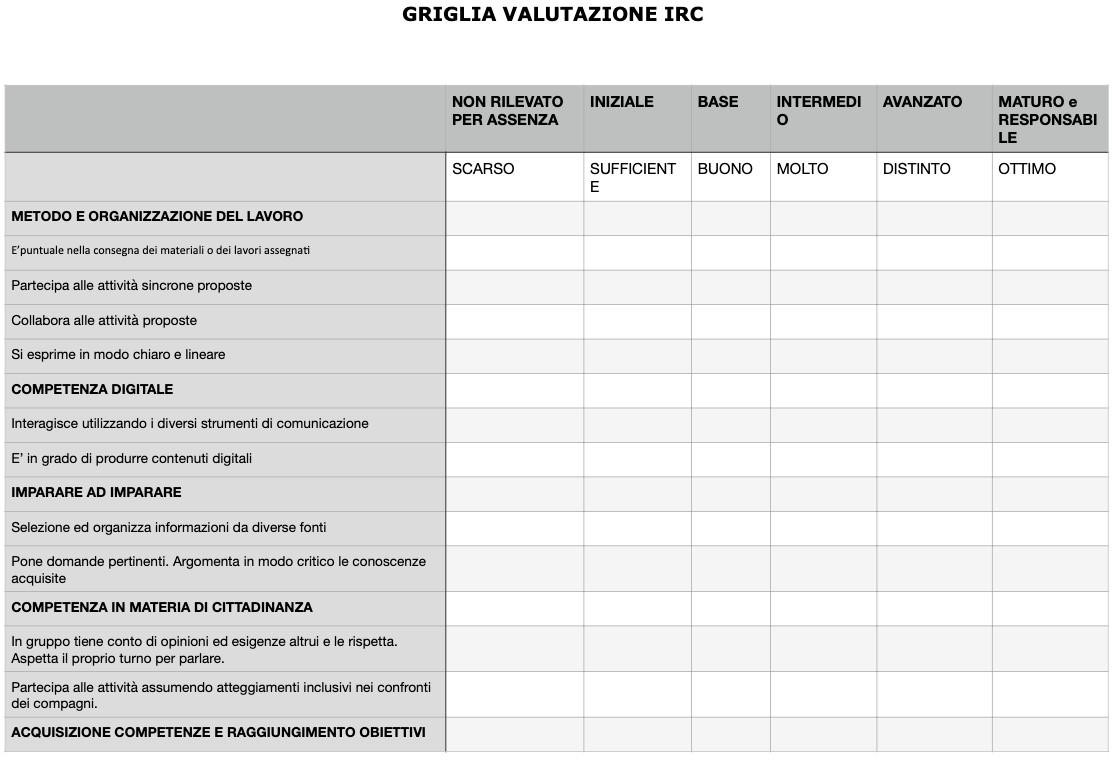 GRIGLIA VALUTAZIONE IRC
NON RILEVATO PER ASSENZA INIZIALE BASE INTERMEDI O AVANZATO MATURO e RESPONSABI LE
SCARSO SUFFICIENT E BUONO MOLTO DISTINTO OTTIMO
METODO E ORGANIZZAZIONE DEL LAVORO
E'puntuale nella consegna dei materiali o dei lavori assegnati
Partecipa alle attività sincrone proposte
Collabora alle attività proposte
Si esprime in modo chiaro e lineare
COMPETENZA DIGITALE
Interagisce utilizzando i diversi strumenti di comunicazione
E' in grado di produrre contenuti digitali
IMPARARE AD IMPARARE
Selezione ed organizza informazioni da diverse fonti
Pone domande pertinenti. Argomenta in modo critico le conoscenze
acquisite
COMPETENZA IN MATERIA DI CITTADINANZA
In gruppo tiene conto di opinioni ed esigenze altrui e le rispetta.
Aspetta il proprio turno per parlare.
Partecipa alle attività assumendo atteggiamenti inclusivi nei confronti
dei compagni.
ACQUISIZIONE COMPETENZE E RAGGIUNGIMENTO OBIETTIVI